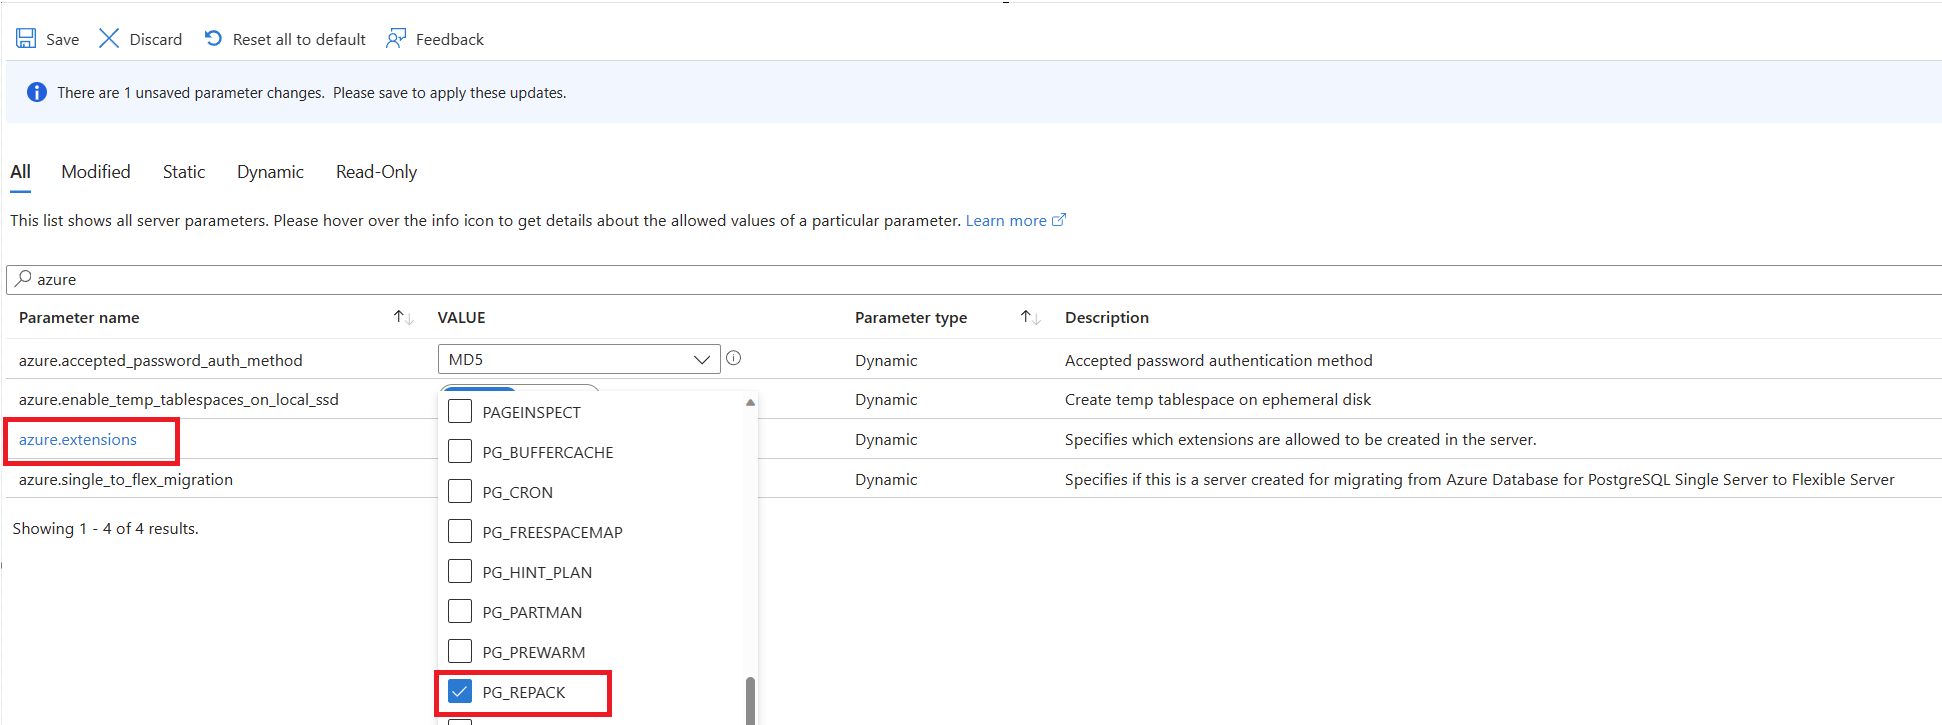 Save Discard Reset all to default Feedback
There are 1 unsaved parameter changes. Please save to apply these updates.
All Modified Static Dynamic Read-Only
This list shows all server parameters. Please hover over the info icon to get details about the allowed values of a particular parameter. Learn more
azure
Parameter name VALUE Parameter type Description
azure.accepted_password_auth_method MD5 Dynamic Accepted password authentication method
azure.enable_temp_tablespaces_on_local_ssd Dynamic Create temp tablespace on ephemeral disk
PAGEINSPECT
azure.extensions Dynamic Specifies which extensions are allowed to be created in the server.
PG_BUFFERCACHE
azure.single_to_flex_migration Dynamic Specifies if this is a server created for migrating from Azure Database for PostgreSQL Single Server to Flexible Server
PG_CRON
Showing 1 - 4 of 4 results.
PG_FREESPACEMAP
PG_HINT_PLAN
PG_PARTMAN
PG_PREWARM
PG_REPACK